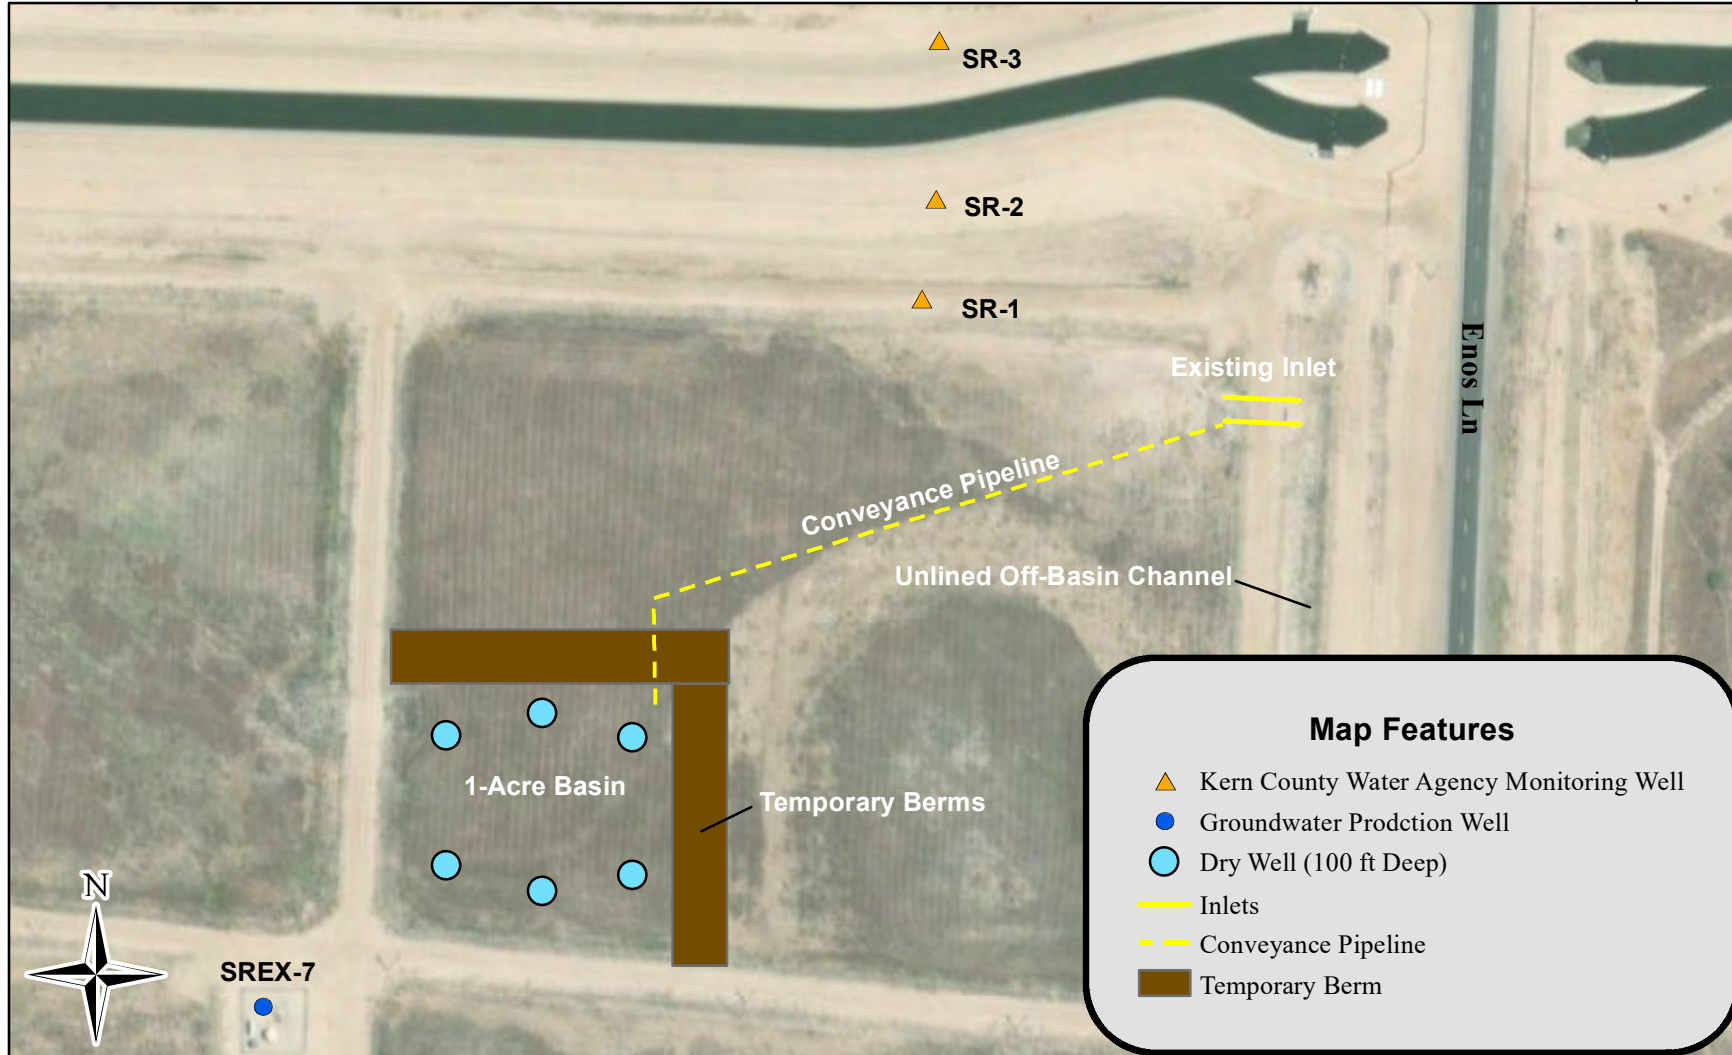 SR-3
SR-2
SR-1
Enos Ln
Existing Inlet
Conveyance Pipeline
Unlined Off-Basin Channel
1-Acre Basin
Temporary Berms
N
SREX-7
Map Features
Kern County Water Agency Monitoring Well
Groundwater Prodction Well
Dry Well (100 ft Deep)
Inlets
Conveyance Pipeline
Temporary Berm